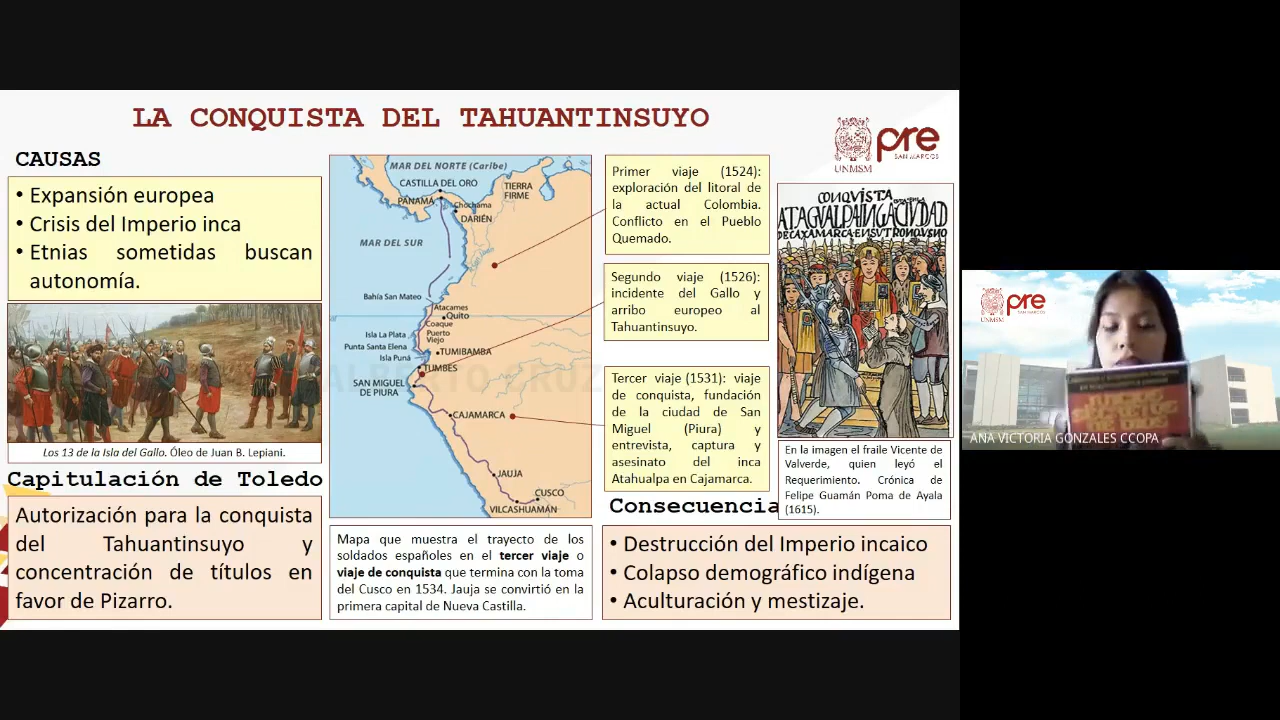 LA CONQUISTA DEL TAHUANTINSUYO
UNMSM
pre
SAN MARCOS
CAUSAS
• Expansión europea
• Crisis del Imperio inca
• Etnias sometidas buscan
autonomía.
Los 13 de la Isla del Gallo. Óleo de Juan B. Lepiani.
Capitulación de Toledo
Autorización para la conquista
del Tahuantinsuyo y
concentración de títulos en
favor de Pizarro.
MAR DEL NORTE (Caribe)
CASTILLA DEL ORO
TIERRA
FIRME
PANAMÁ
Chochama
DARIÉN
MAR DEL SUR
Bahía San Mateo
Atacames
Quito
Coaque
Puerto
Viejo
Isla La Plata
Punta Santa Elena
Isla Puná
TUMIBAMBA
TUMBES
SAN MIGUEL
DE PIURA
CAJAMARCA
JAUJA
CUSCO
VILCASHUAMÁN
Mapa que muestra el trayecto de los
soldados españoles en el tercer viaje o
viaje de conquista que termina con la toma
del Cusco en 1534. Jauja se convirtió en la
primera capital de Nueva Castilla.
Primer viaje (1524):
exploración del litoral de
la actual Colombia.
Conflicto en el Pueblo
Quemado.
Segundo viaje (1526):
incidente del Gallo y
arribo europeo al
Tahuantinsuyo.
Tercer viaje (1531): viaje
de conquista, fundación
de la ciudad de San
Miguel (Piura) y
entrevista, captura y
asesinato del inca
Atahualpa en Cajamarca.
CONQVISTA
ATAGVALPAINGACIVDAD
DECAXAMARCAENSVTRONOVSNO
En la imagen el fraile Vicente de
Valverde, quien leyó el
Requerimiento. Crónica de
Felipe Guamán Poma de Ayala
(1615).
Consecuencia
• Destrucción del Imperio incaico
• Colapso demográfico indígena
• Aculturación y mestizaje.
UNMSM
pre
SAN MARCOS
ANA VICTORIA GONZALES CCOPA